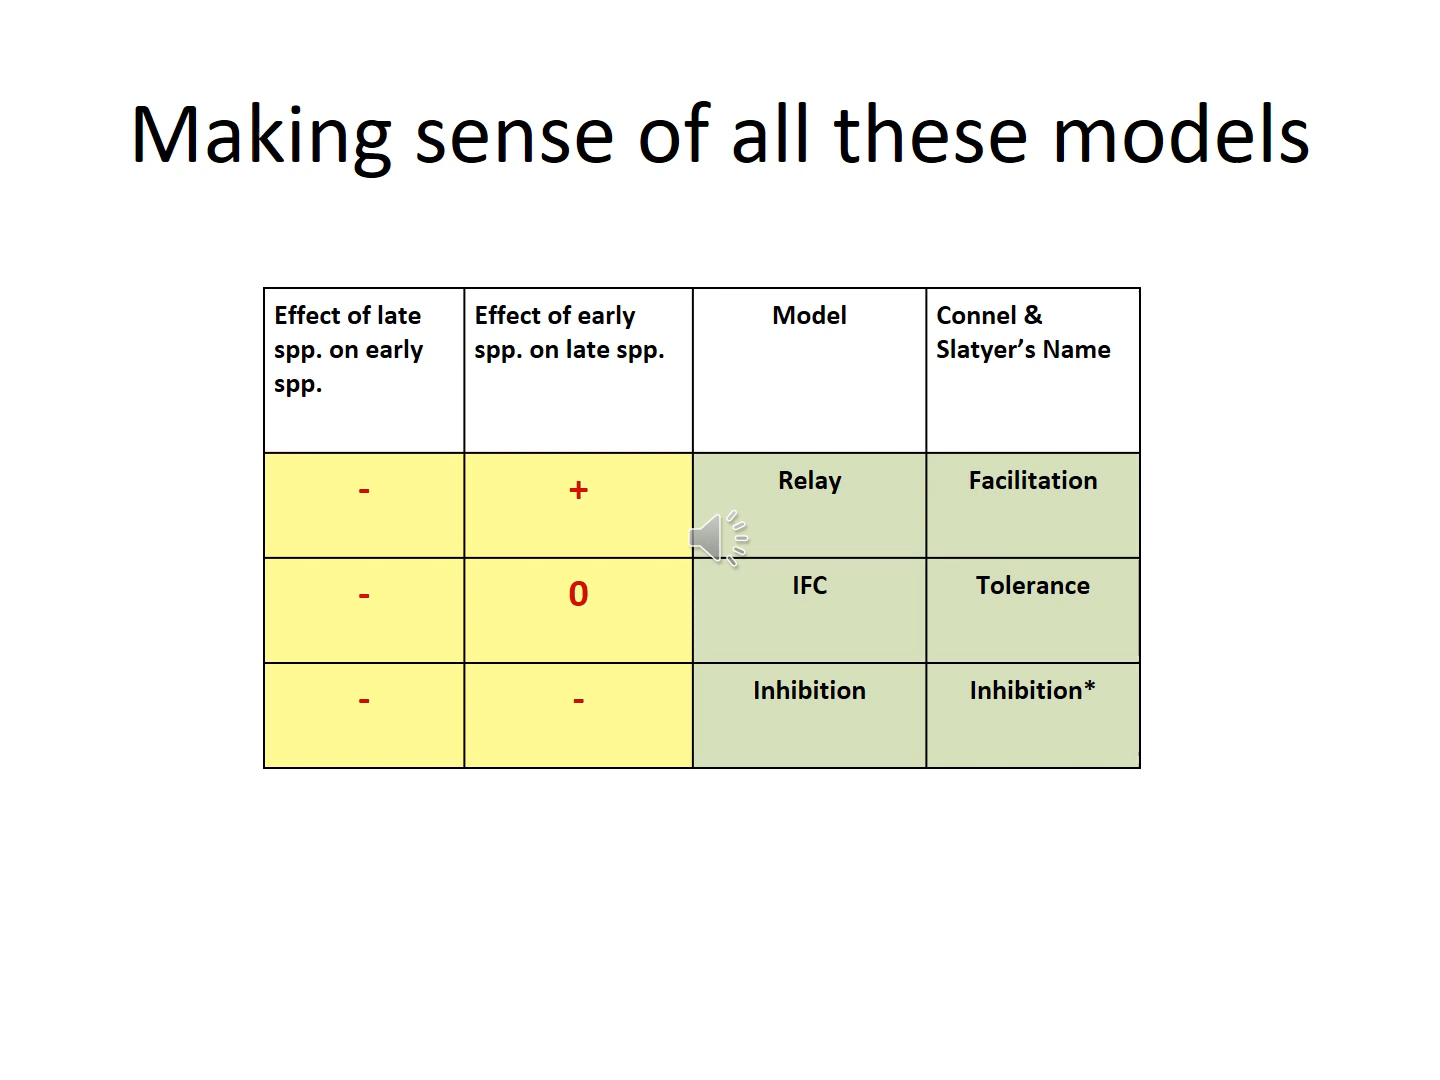 Making sense of all these models
Effect of late
spp. on early
spp.
Effect of early
spp. on late spp.
Model
Connel &
Slatyer’s Name
-
+
Relay
Facilitation
-
0
IFC
Tolerance
-
-
Inhibition
Inhibition*